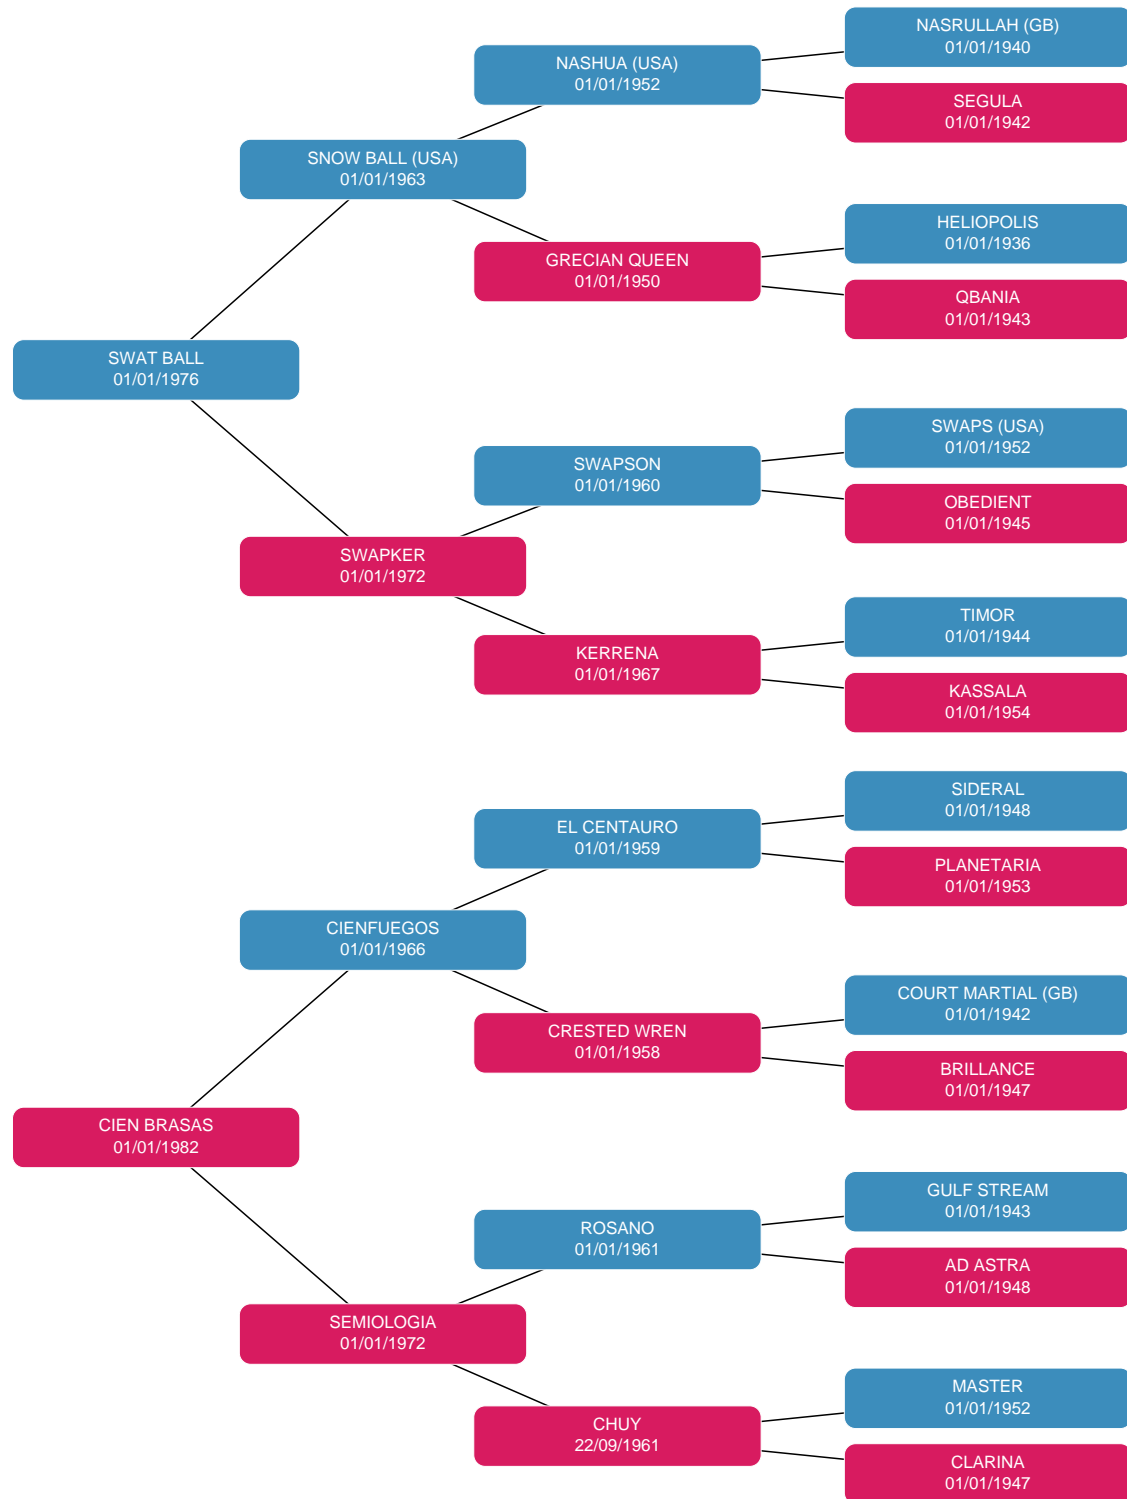 NASRULLAH (GB)
01/01/1940
NASHUA (USA)
01/01/1952
SEGULA
01/01/1942
SNOW BALL (USA)
01/01/1963
HELIOPOLIS
01/01/1936
GRECIAN QUEEN
01/01/1950
QBANIA
01/01/1943
SWAT BALL
01/01/1976
SWAPS (USA)
01/01/1952
SWAPSON
01/01/1960
OBEDIENT
01/01/1945
SWAPKER
01/01/1972
TIMOR
01/01/1944
KERRENA
01/01/1967
KASSALA
01/01/1954
SIDERAL
01/01/1948
EL CENTAURO
01/01/1959
PLANETARIA
01/01/1953
CIENFUEGOS
01/01/1966
COURT MARTIAL (GB)
01/01/1942
CRESTED WREN
01/01/1958
BRILLANCE
01/01/1947
CIEN BRASAS
01/01/1982
GULF STREAM
01/01/1943
ROSANO
01/01/1961
AD ASTRA
01/01/1948
SEMIOLOGIA
01/01/1972
MASTER
01/01/1952
CHUY
22/09/1961
CLARINA
01/01/1947